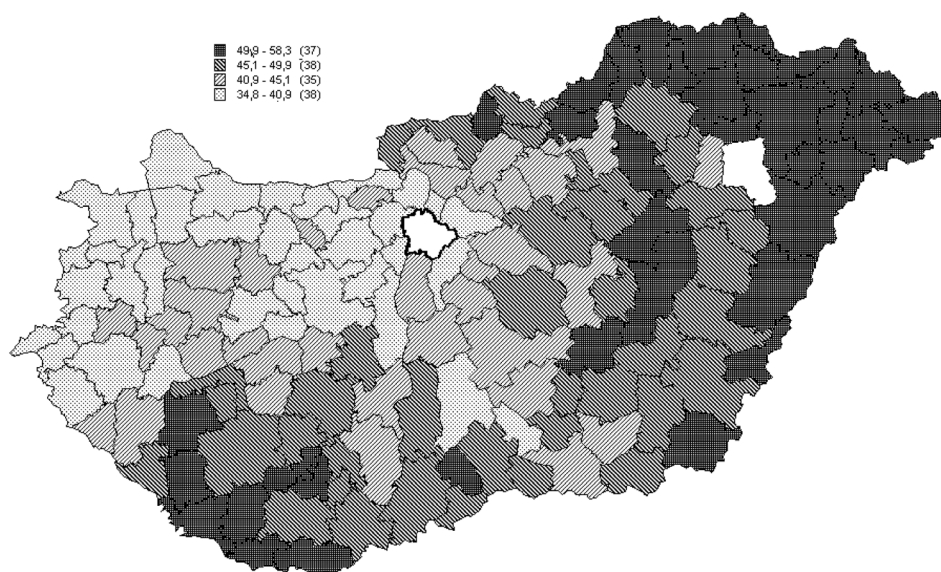 49,9 - 58,3 (37)
45,1 - 49,9 (38)
40,9 - 45,1 (35)
34,8 - 40,9 (38)